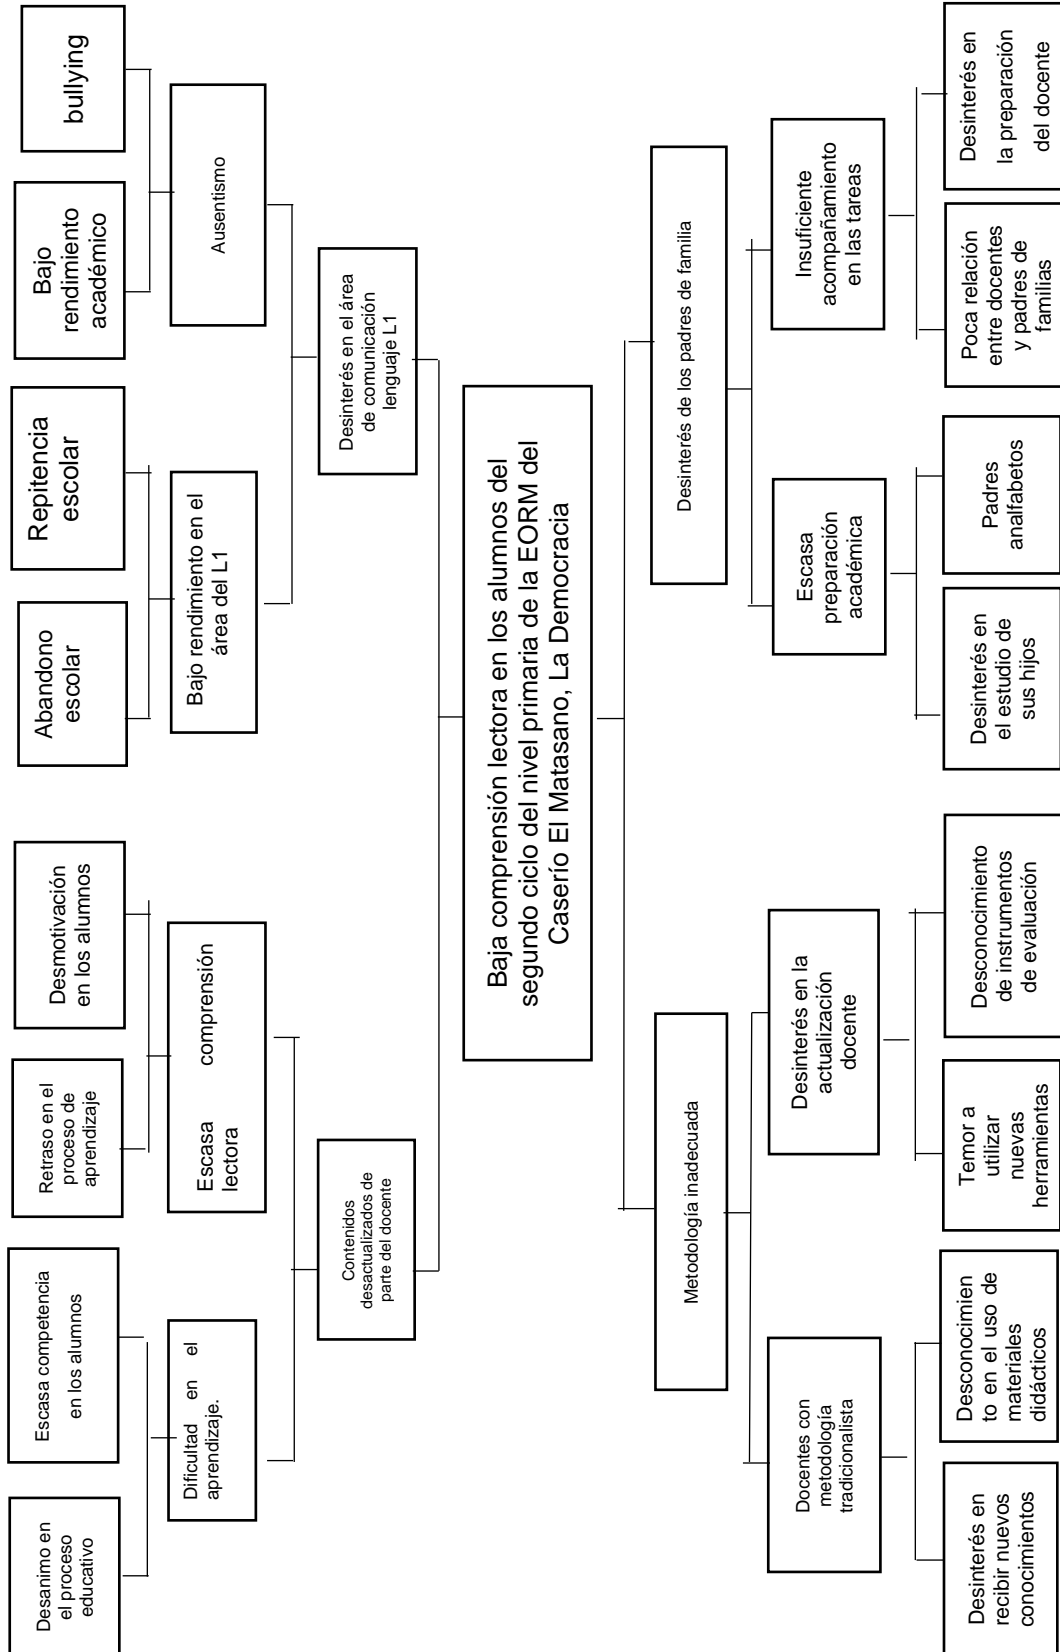 Desanimo en
el proceso
educativo
Escasa competencia
en los alumnos
Retraso en el
proceso de
aprendizaje
Desmotivación
en los alumnos
Abandono
escolar
Repitencia
escolar
Bajo
rendimiento
académico
bullying
Dificultad en el
aprendizaje.
Escasa comprensión
lectora
Bajo rendimiento en el
área del L1
Ausentismo
Contenidos
desactualizados de
parte del docente
Desinterés en el área
de comunicación
lenguaje L1
Baja comprensión lectora en los alumnos del
segundo ciclo del nivel primaria de la EORM del
Caserío El Matasano, La Democracia
Metodología inadecuada
Desinterés de los padres de familia
Docentes con
metodología
tradicionalista
Desinterés en la
actualización
docente
Escasa
preparación
académica
Insuficiente
acompañamiento
en las tareas
Desinterés en
recibir nuevos
conocimientos
Desconocimien
to en el uso de
materiales
didácticos
Temor a
utilizar
nuevas
herramientas
Desconocimiento
de instrumentos
de evaluación
Desinterés en
el estudio de
sus hijos
Padres
analfabetos
Poca relación
entre docentes
y padres de
familias
Desinterés en
la preparación
del docente